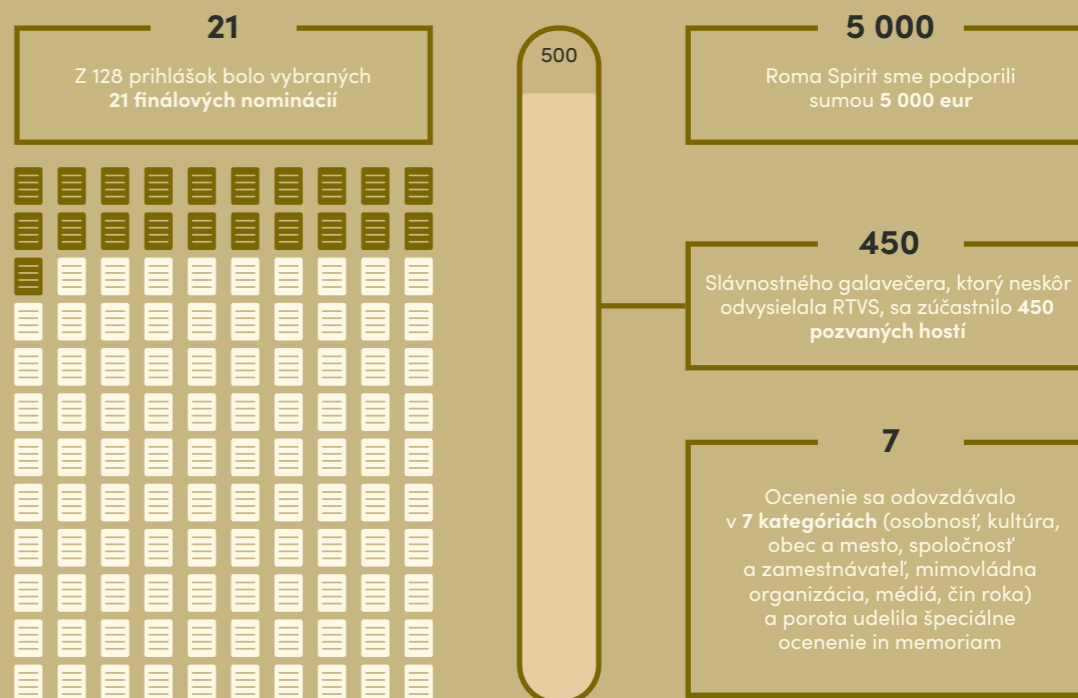 21
Z 128 prihlášok bolo vybraných
21 finálových nominácií
500
5 000
Roma Spirit sme podporili
sumou 5 000 eur
450
Slávnostného galavečera, ktorý neskôr
odvysielala RTVS, sa zúčastnilo 450
pozvaných hostí
7
Ocenenie sa odovzdávalo
v 7 kategóriách (osobnosť, kultúra,
obec a mesto, spoločnosť
a zamestnávateľ, mimovládna
organizácia, médiá, čin roka)
a porota udelila špeciálne
ocenenie in memoriam